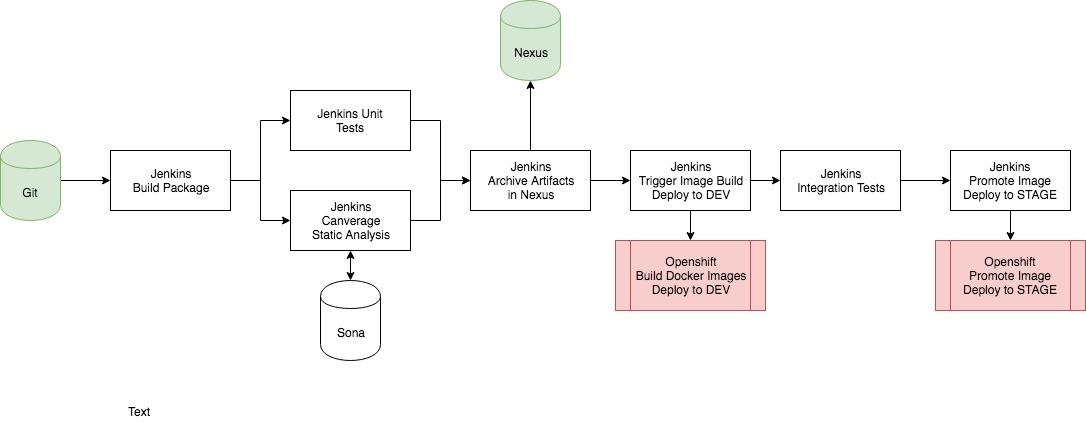 Nexus
Jenkins Unit
Tests
Git
Jenkins
Build Package
Jenkins
Canverage
Static Analysis
Sona
Jenkins
Archive Artifacts
in Nexus
Jenkins
Trigger Image Build
Deploy to DEV
Jenkins
Integration Tests
Jenkins
Promote Image
Deploy to STAGE
Openshift
Build Docker Images
Deploy to DEV
Openshift
Promote Image
Deploy to STAGE
Text